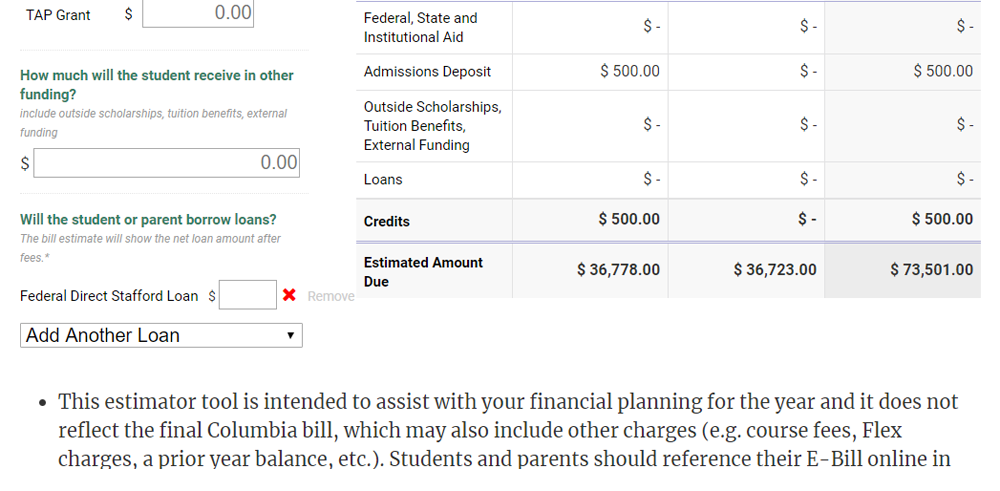 TAP Grant $ 0.00
How much will the student receive in other
funding?
include outside scholarships, tuition benefits, external
funding
$ 0.00
Will the student or parent borrow loans?
The bill estimate will show the net loan amount after
fees.*
Federal Direct Stafford Loan $ ✖ Remove
Add Another Loan ▼
Federal, State and
Institutional Aid $ - $ - $ -
Admissions Deposit $ 500.00 $ - $ 500.00
Outside Scholarships,
Tuition Benefits, $ - $ - $ -
External Funding
Loans $ - $ - $ -
Credits $ 500.00 $ - $ 500.00
Estimated Amount $ 36,778.00 $ 36,723.00 $ 73,501.00
Due
• This estimator tool is intended to assist with your financial planning for the year and it does not
reflect the final Columbia bill, which may also include other charges (e.g. course fees, Flex
charges, a prior year balance, etc.). Students and parents should reference their E-Bill online in